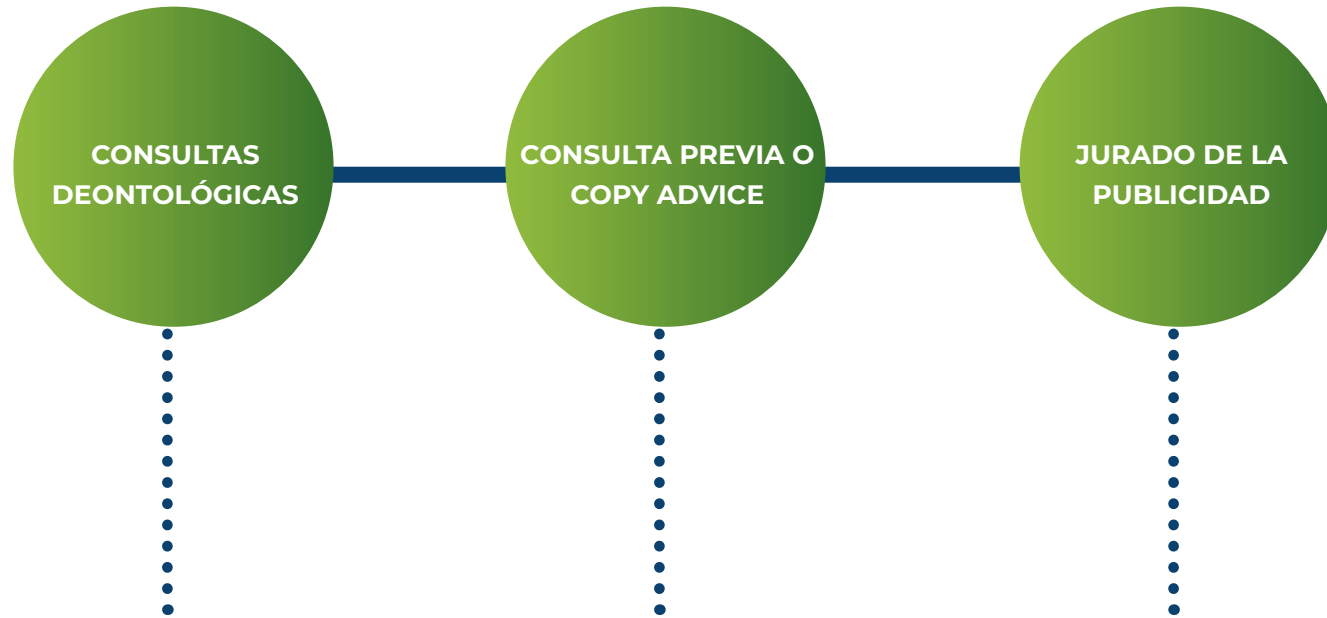 CONSULTAS
DEONTOLÓGICAS
CONSULTA PREVIA O
COPY ADVICE
JURADO DE LA
PUBLICIDAD